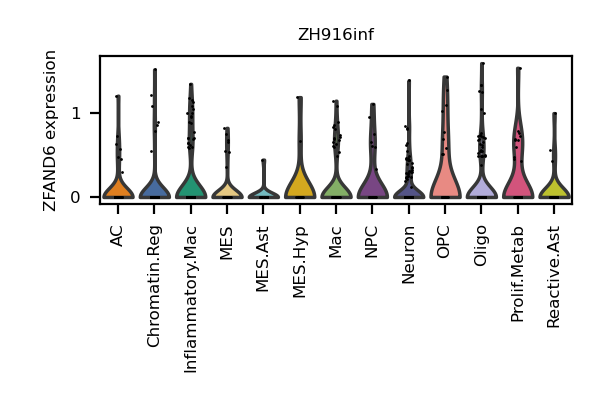 ZH916inf
ZFAND6 expression
1
0
AC
Chromatin.Reg
Inflammatory.Mac
MES
MES.Ast
MES.Hyp
Mac
NPC
Neuron
OPC
Oligo
Prolif.Metab
Reactive.Ast